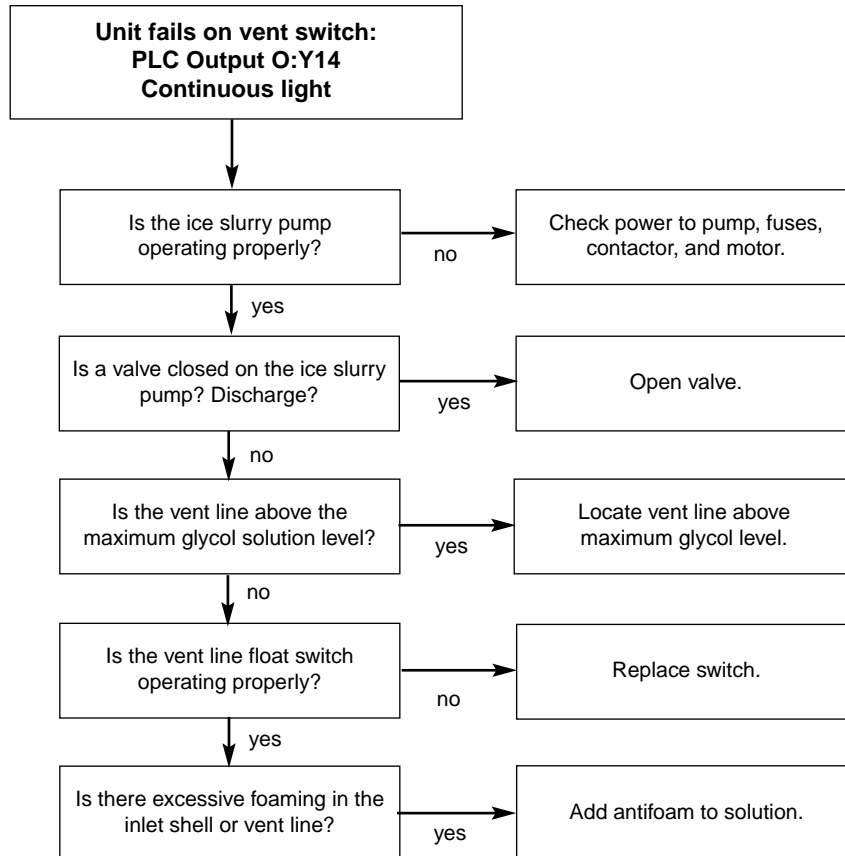 Unit fails on vent switch:
PLC Output O:Y14
Continuous light
Is the ice slurry pump
operating properly?
no
Check power to pump, fuses,
contactor, and motor.
yes
Is a valve closed on the ice slurry
pump? Discharge?
yes
Open valve.
no
Is the vent line above the
maximum glycol solution level?
yes
Locate vent line above
maximum glycol level.
no
Is the vent line float switch
operating properly?
no
Replace switch.
yes
Is there excessive foaming in the
inlet shell or vent line?
yes
Add antifoam to solution.